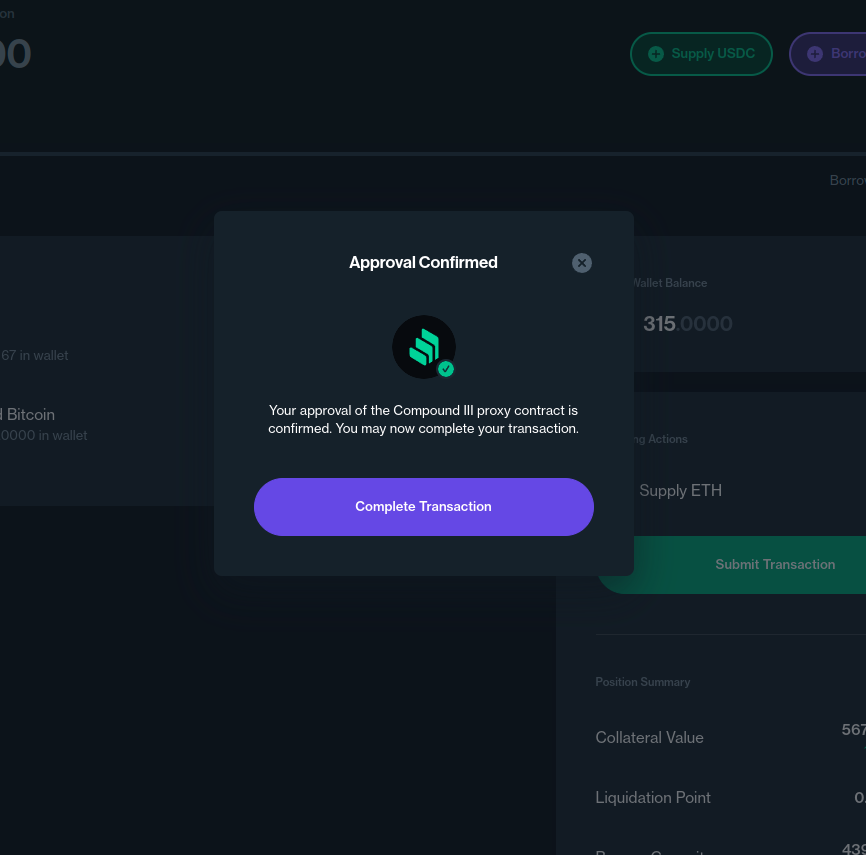 on
00
Supply USDC
Borro
Borro
Approval Confirmed
Wallet Balance
315.0000
67 in wallet
Your approval of the Compound III proxy contract is
confirmed. You may now complete your transaction.
d Bitcoin
0000 in wallet
ng Actions
Supply ETH
Complete Transaction
Submit Transaction
Position Summary
Collateral Value
567
Liquidation Point
0.
439